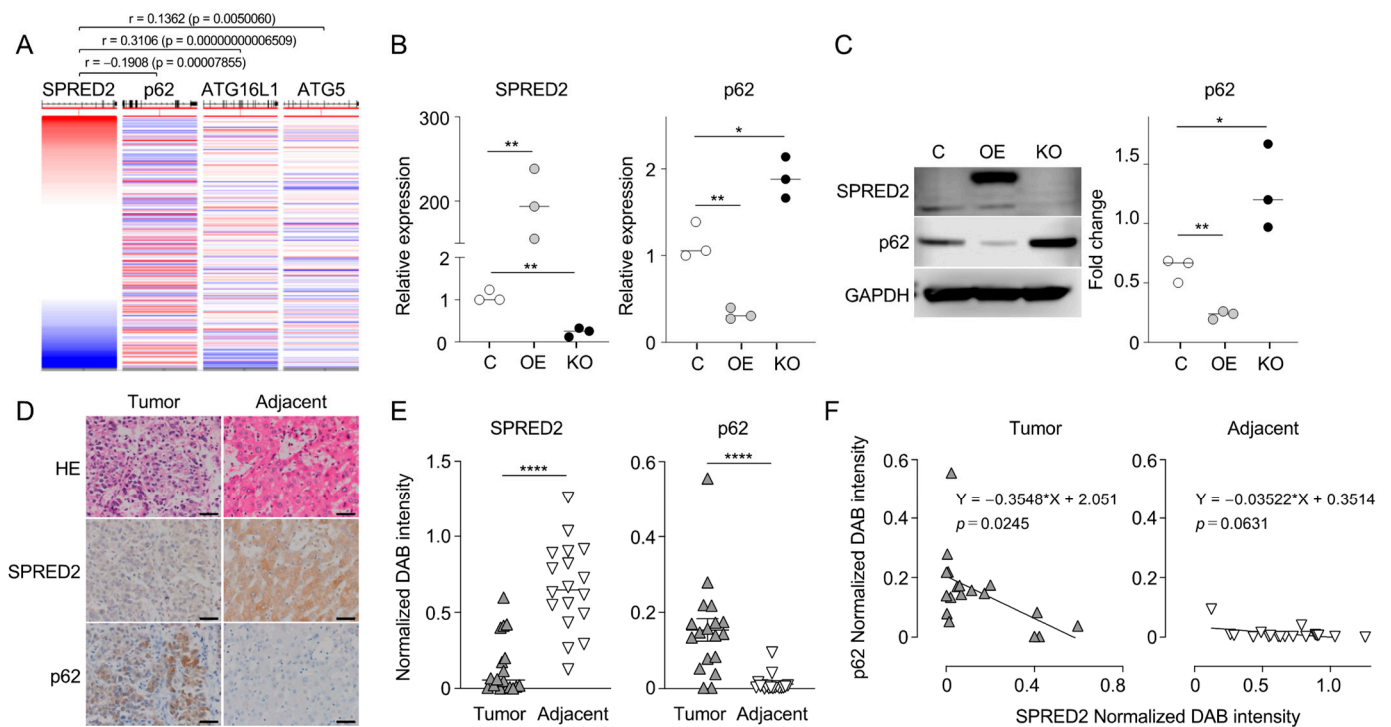 A
r = 0.1362 (p = 0.0050060)
r = 0.3106 (p = 0.00000000006509)
r = −0.1908 (p = 0.00007855)
SPRED2 p62 ATG16L1 ATG5
B
SPRED2
Relative expression
300
200
100
2
1
0
**
**
C OE KO
p62
Relative expression
2
1
0
*
**
C OE KO
C
C OE KO
SPRED2
p62
GAPDH
p62
Fold change
1.5
1.0
0.5
0
*
**
C OE KO
D
Tumor Adjacent
HE
SPRED2
p62
E
SPRED2
Normalized DAB intensity
1.5
1.0
0.5
0
****
Tumor Adjacent
p62
0.6
0.4
0.2
0
****
Tumor Adjacent
F
p62 Normalized DAB intensity
Tumor
0.6
0.4
0.2
0
Y = −0.3548*X + 2.051
p = 0.0245
0 0.4 0.8
Adjacent
0.6
0.4
0.2
0
Y = −0.03522*X + 0.3514
p = 0.0631
0 0.5 1.0
SPRED2 Normalized DAB intensity